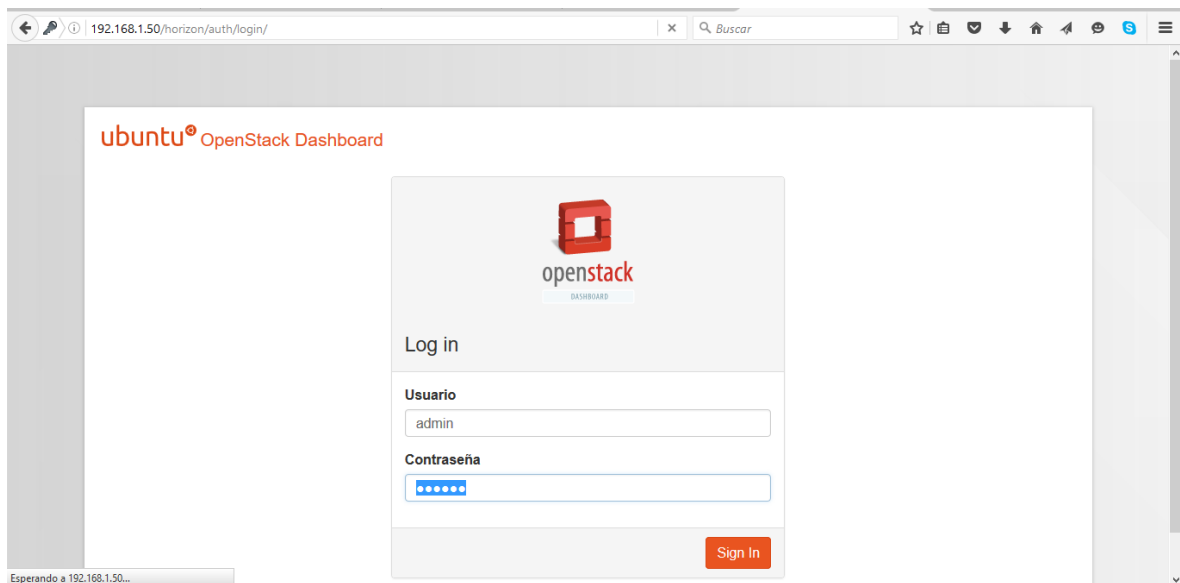 192.168.1.50/horizon/auth/login/
Buscar
ubuntu OpenStack Dashboard
openstack
DASHBOARD
Log in
Usuario
admin
Contraseña
••••••
Sign In
Esperando a 192.168.1.50...